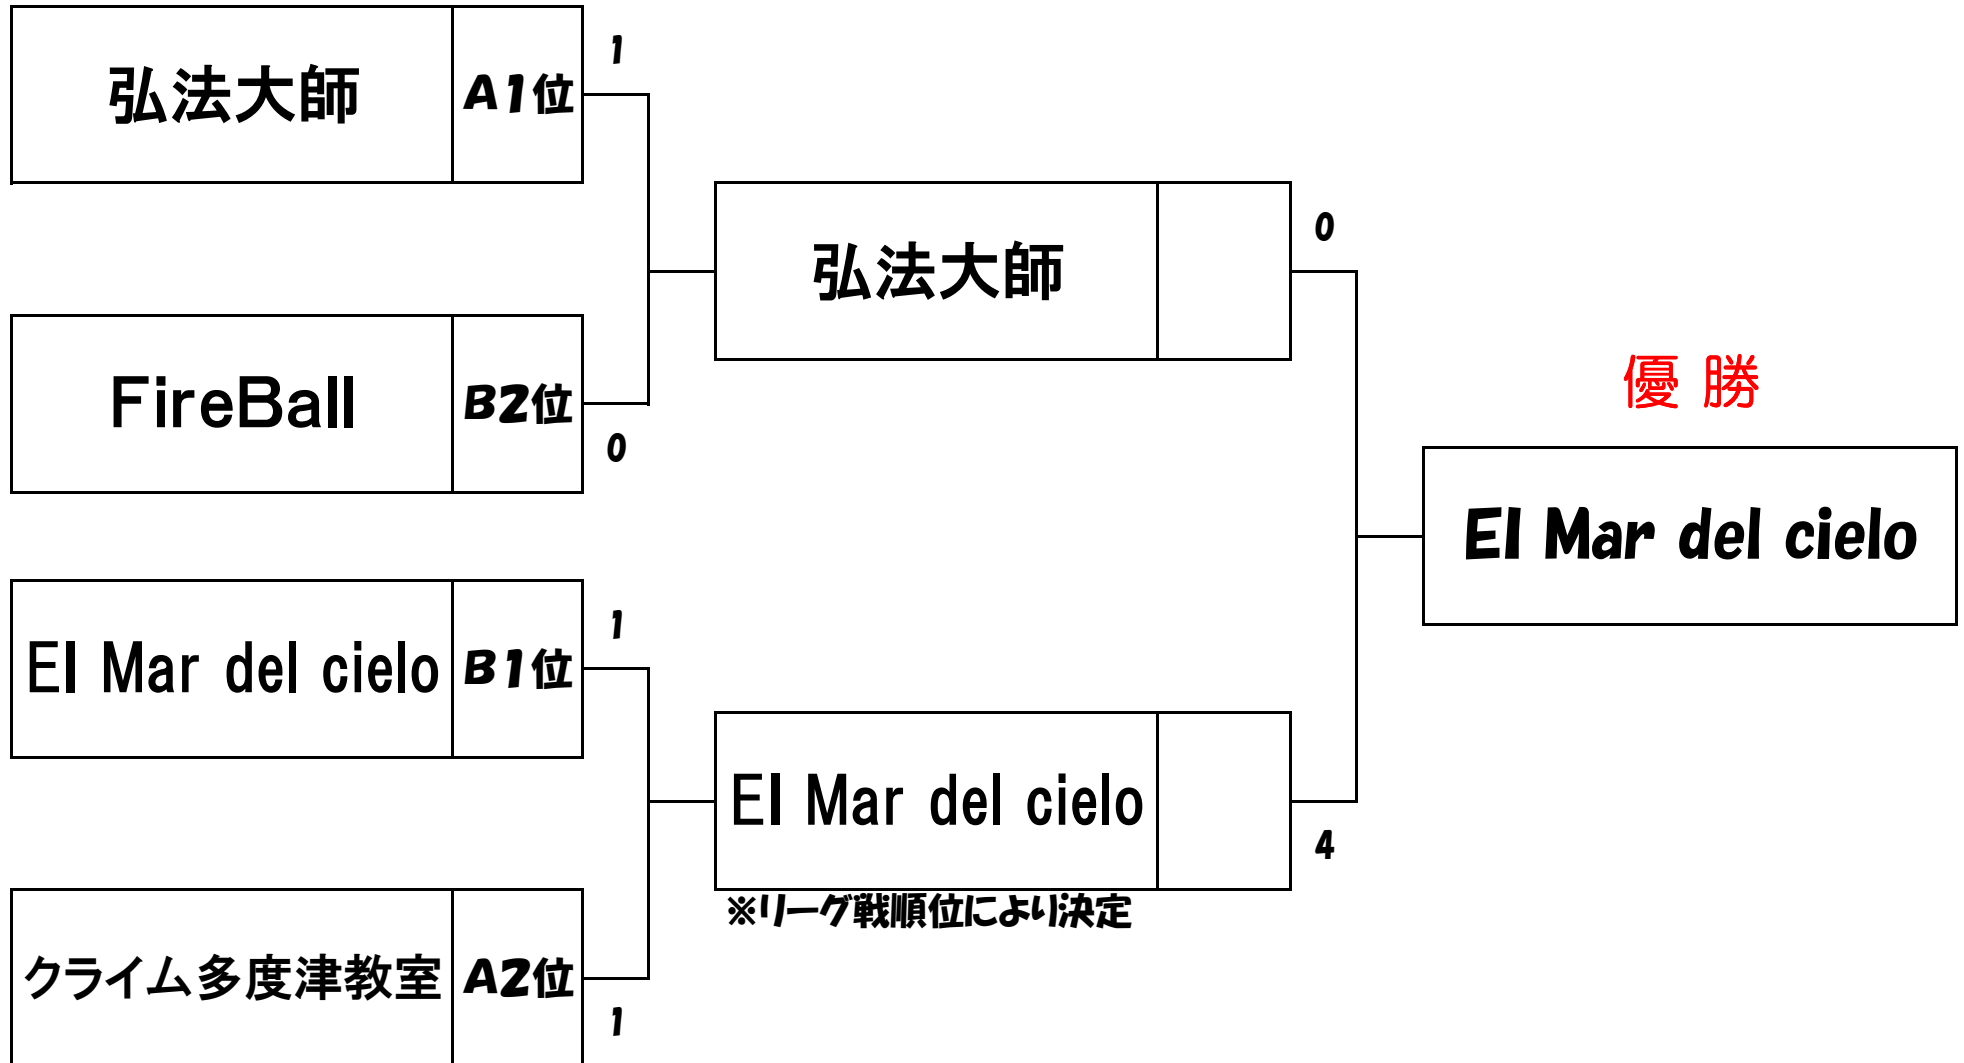 弘法大師 A1位
1
FireBall B2位
0
El Mar del cielo B1位
1
クライム多度津教室 A2位
1
弘法大師
0
El Mar del cielo
4
※リーグ戦順位により決定
優勝
El Mar del cielo